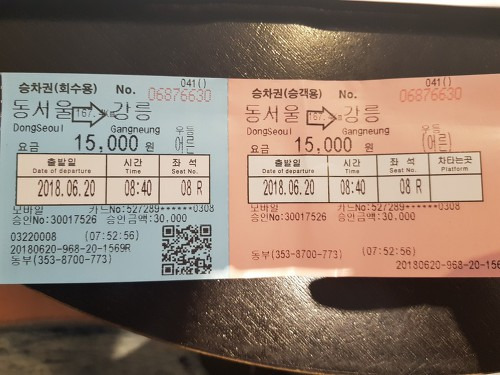 041()
승차권(회수용) No. 06876630
동서울 167. 강릉
DongSeoul Gangneung 우등
요금 15,000 원 (어른)
출발일 시간 좌 석
Date of departure Time Seat No.
2018.06.20 08:40 08 R
모바일 카드No:527289******0308
승인No:30017526 승인금액:30.000
03220008 (07:52:56)
20180620-968-20-1569R
동부(353-8700-773)
041()
승차권(승객용) No. 06876630
동서울 167. 강릉
DongSeoul Gangneung 우등
요금 15,000 원 (어른)
출발일 시간 좌 석 차타는곳
Date of departure Time Seat No. Platform
2018.06.20 08:40 08 R
모바일 카드No:527289******0308
승인No:30017526 승인금액:30.000
(07:52:56)
동부(353-8700-773) 20180620-968-20-156